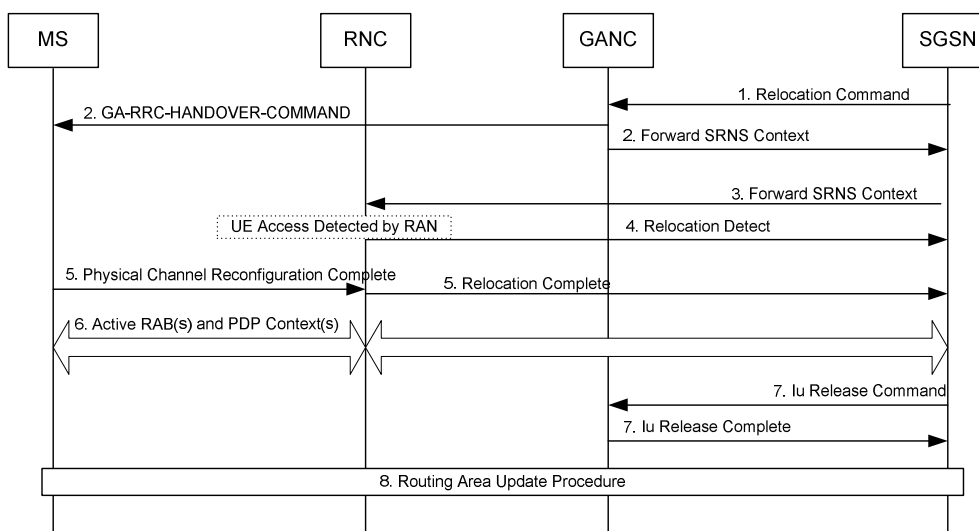 MS
RNC
GANC
SGSN
1. Relocation Command
2. GA-RRC-HANDOVER-COMMAND
2. Forward SRNS Context
3. Forward SRNS Context
UE Access Detected by RAN
4. Relocation Detect
5. Physical Channel Reconfiguration Complete
5. Relocation Complete
6. Active RAB(s) and PDP Context(s)
7. Iu Release Command
7. Iu Release Complete
8. Routing Area Update Procedure